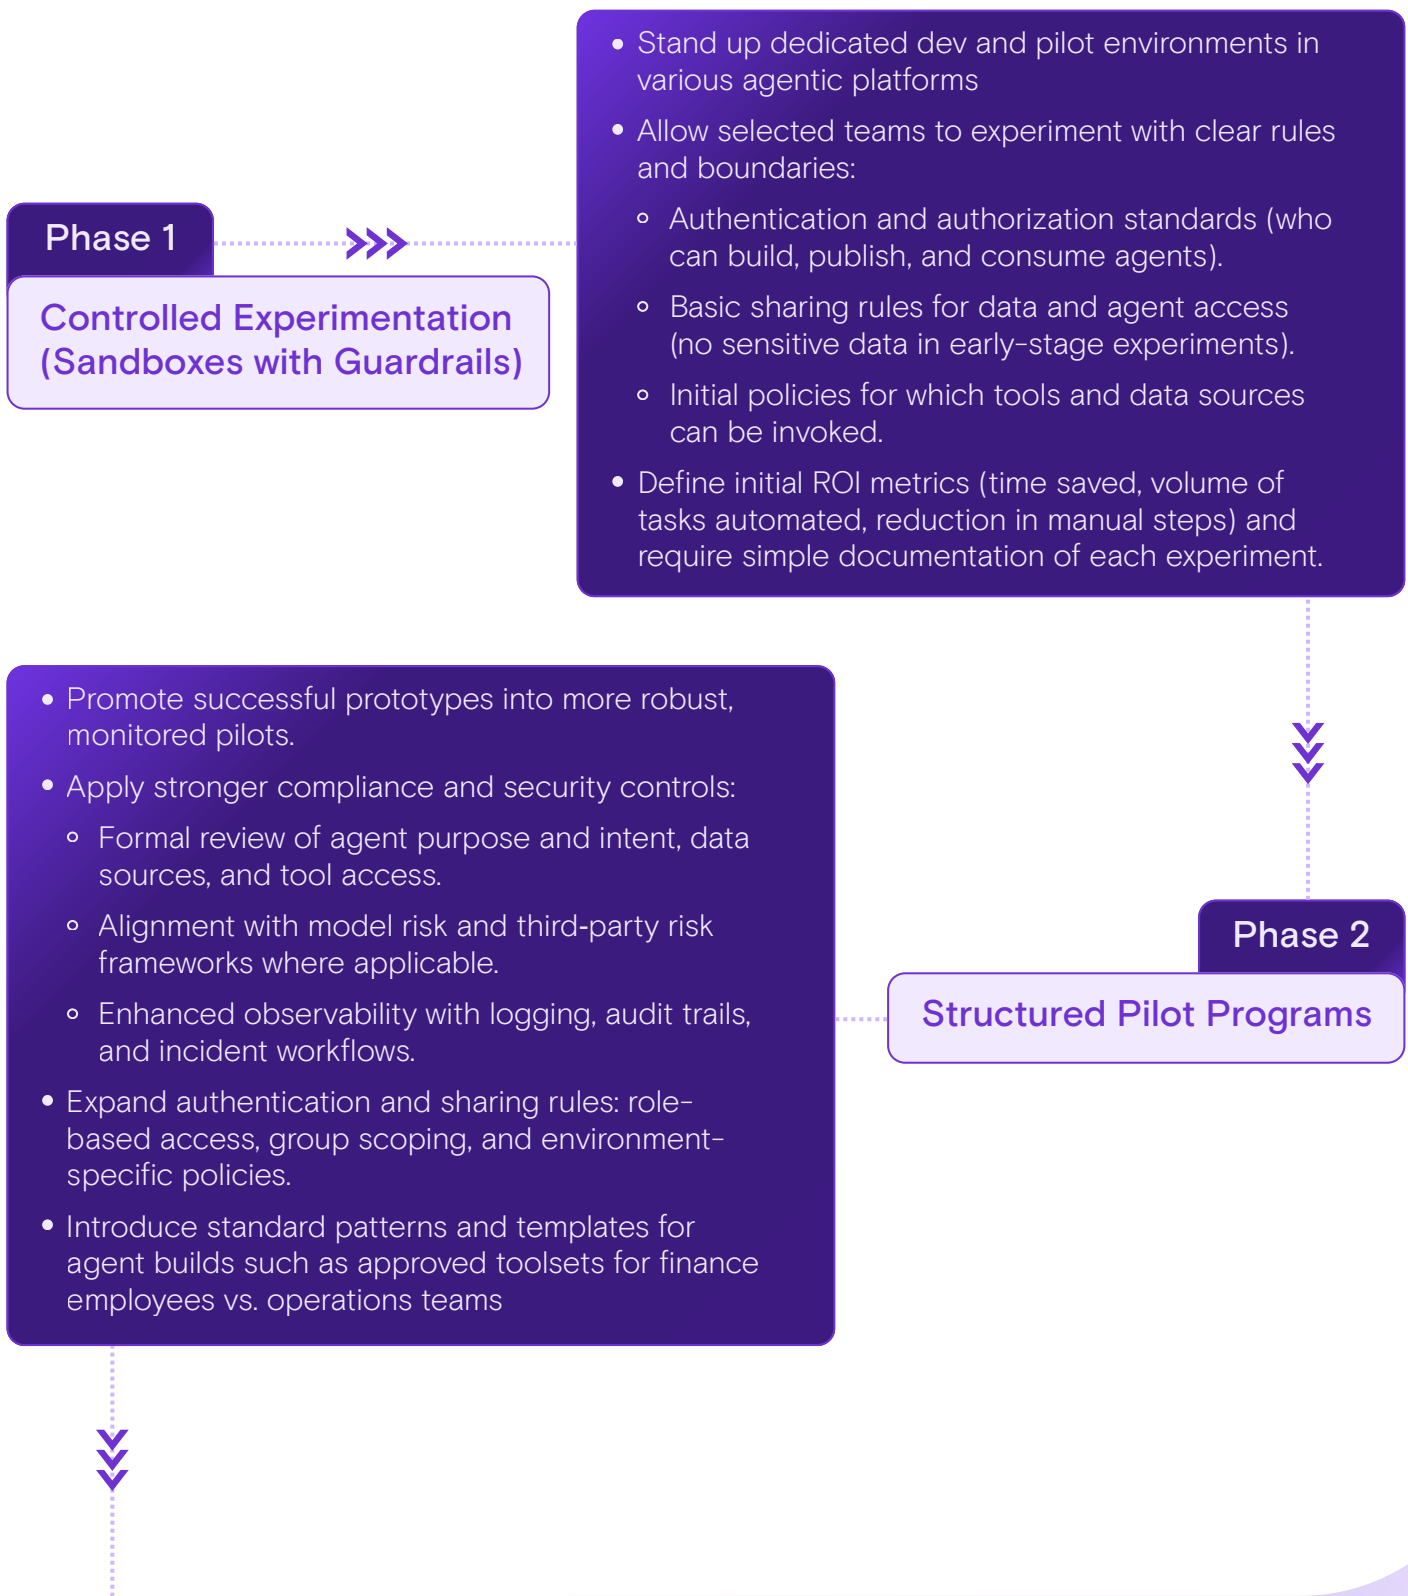 Phase 1
Controlled Experimentation
(Sandboxes with Guardrails)
• Stand up dedicated dev and pilot environments in
various agentic platforms
• Allow selected teams to experiment with clear rules
and boundaries:
○ Authentication and authorization standards (who
can build, publish, and consume agents).
○ Basic sharing rules for data and agent access
(no sensitive data in early-stage experiments).
○ Initial policies for which tools and data sources
can be invoked.
• Define initial ROI metrics (time saved, volume of
tasks automated, reduction in manual steps) and
require simple documentation of each experiment.
Phase 2
Structured Pilot Programs
• Promote successful prototypes into more robust,
monitored pilots.
• Apply stronger compliance and security controls:
○ Formal review of agent purpose and intent, data
sources, and tool access.
○ Alignment with model risk and third-party risk
frameworks where applicable.
○ Enhanced observability with logging, audit trails,
and incident workflows.
• Expand authentication and sharing rules: role-
based access, group scoping, and environment-
specific policies.
• Introduce standard patterns and templates for
agent builds such as approved toolsets for finance
employees vs. operations teams